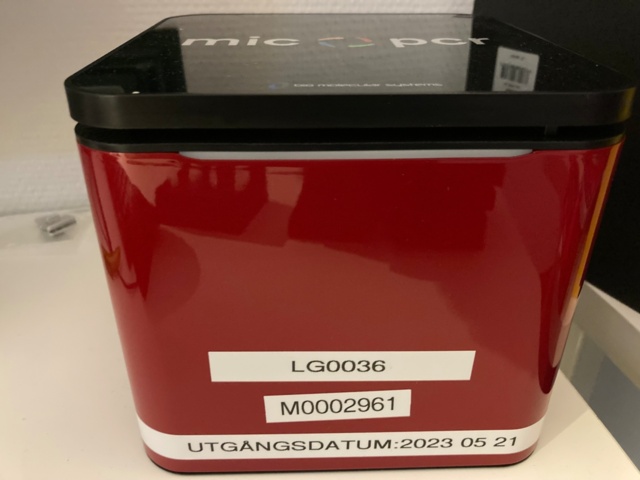 mic pcr
LG0036
M0002961
UTGÅNGSDATUM:2023 05 21